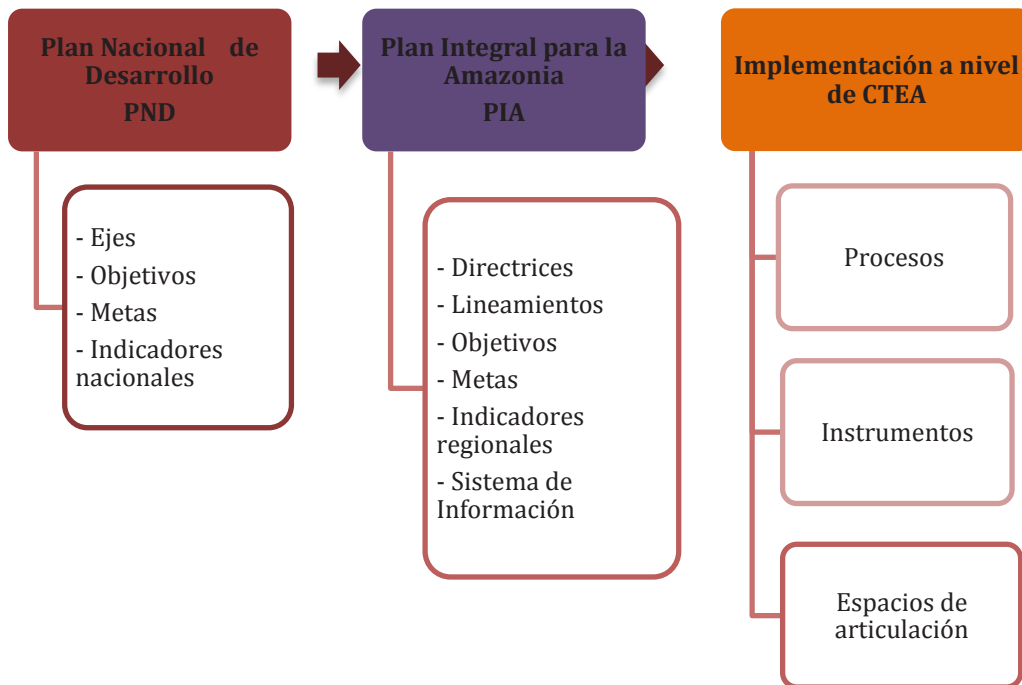 Plan Nacional de
Desarrollo
PND
Plan Integral para la
Amazonia
PIA
Implementación a nivel
de CTEA
- Ejes
- Objetivos
- Metas
- Indicadores
nacionales
- Directrices
- Lineamientos
- Objetivos
- Metas
- Indicadores
regionales
- Sistema de
Información
Procesos
Instrumentos
Espacios de
articulación